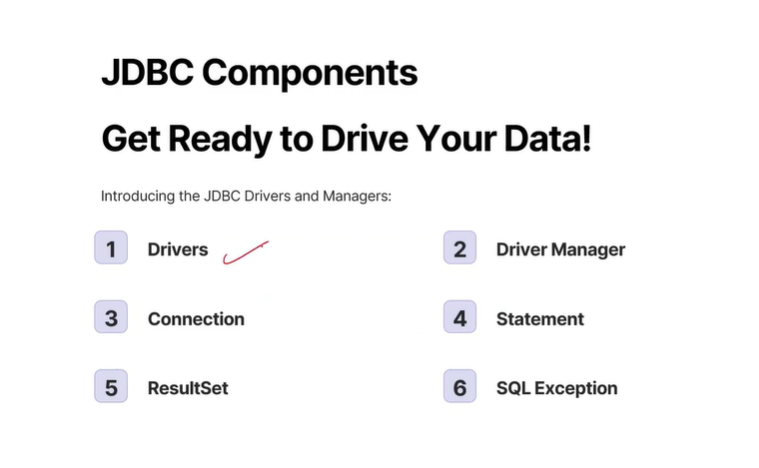 JDBC Components
Get Ready to Drive Your Data!
Introducing the JDBC Drivers and Managers:
1 Drivers
2 Driver Manager
3 Connection
4 Statement
5 ResultSet
6 SQL Exception